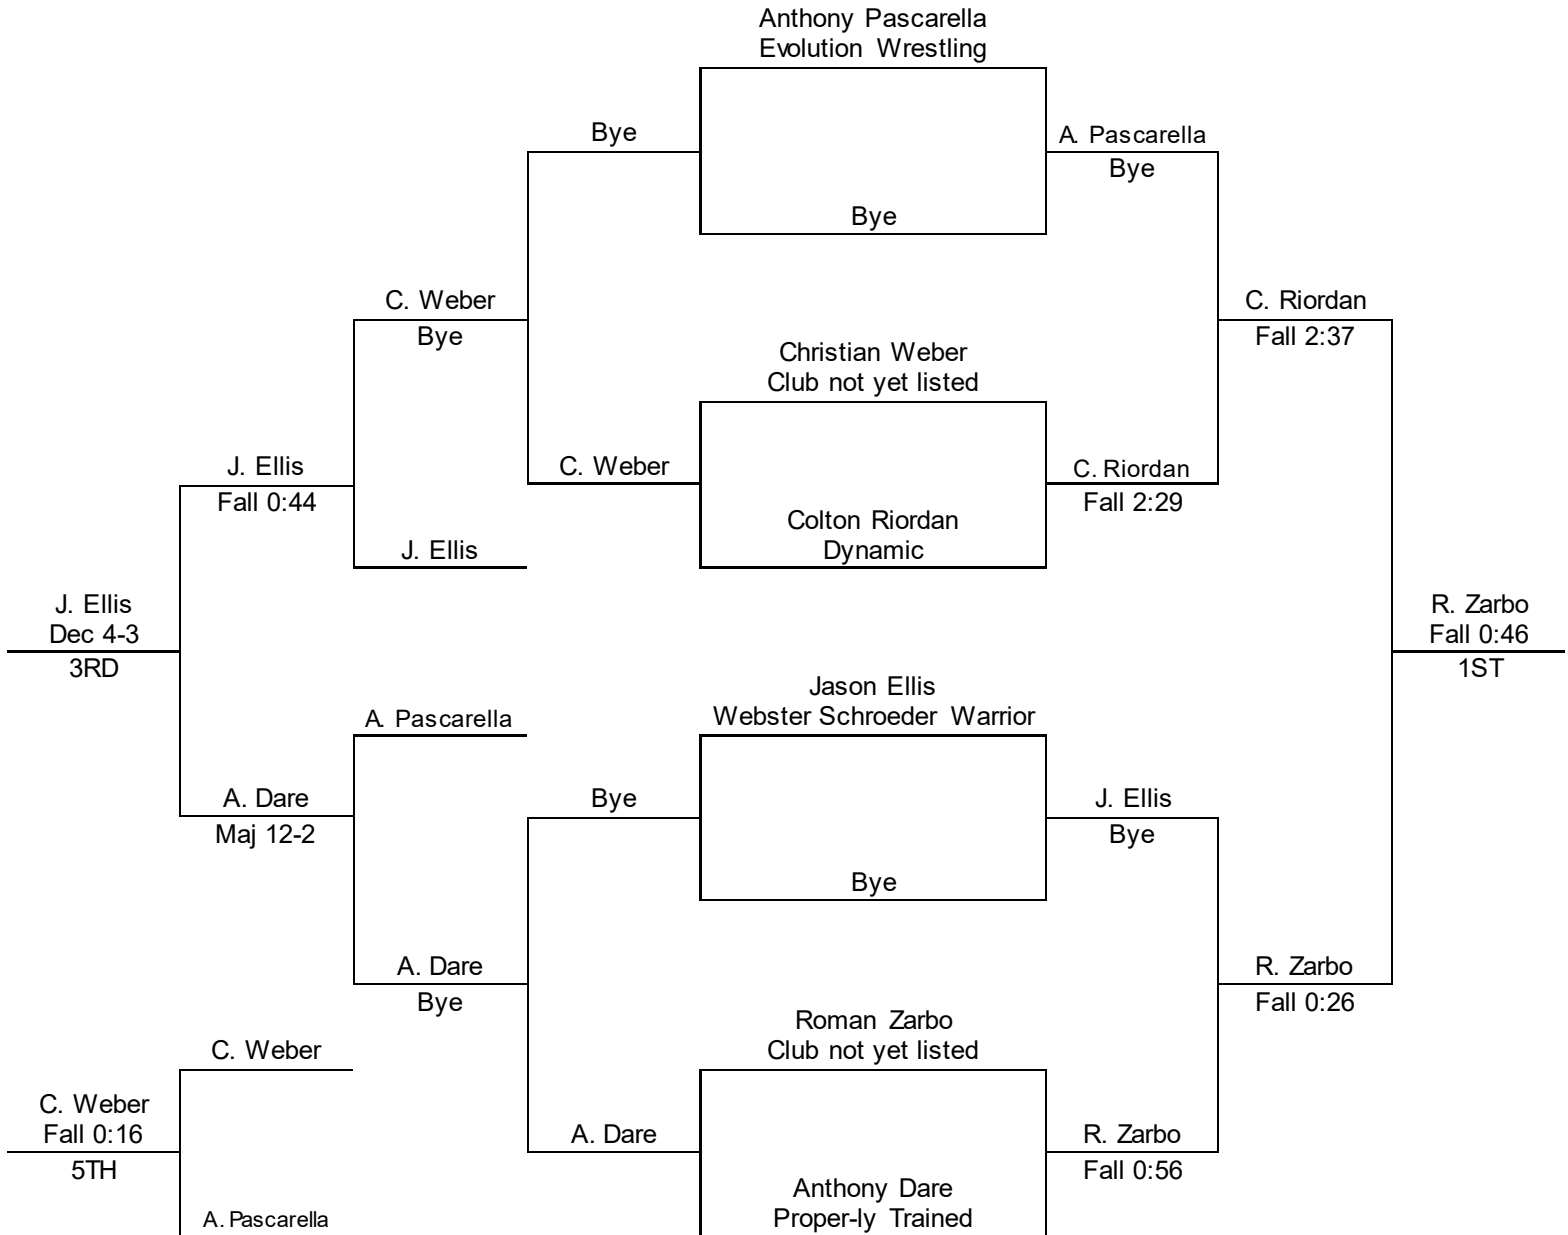 Anthony Pascarella
Evolution Wrestling
Bye
A. Pascarella
Bye
Bye
C. Weber
Bye
C. Riordan
Fall 2:37
Christian Weber
Club not yet listed
J. Ellis
Fall 0:44
C. Weber
C. Riordan
Fall 2:29
Colton Riordan
Dynamic
J. Ellis
J. Ellis
Dec 4-3
3RD
R. Zarbo
Fall 0:46
1ST
Jason Ellis
Webster Schroeder Warrior
A. Pascarella
A. Dare
Maj 12-2
Bye
J. Ellis
Bye
Bye
A. Dare
Bye
R. Zarbo
Fall 0:26
Roman Zarbo
Club not yet listed
C. Weber
C. Weber
Fall 0:16
5TH
A. Dare
R. Zarbo
Fall 0:56
Anthony Dare
Proper-ly Trained
A. Pascarella